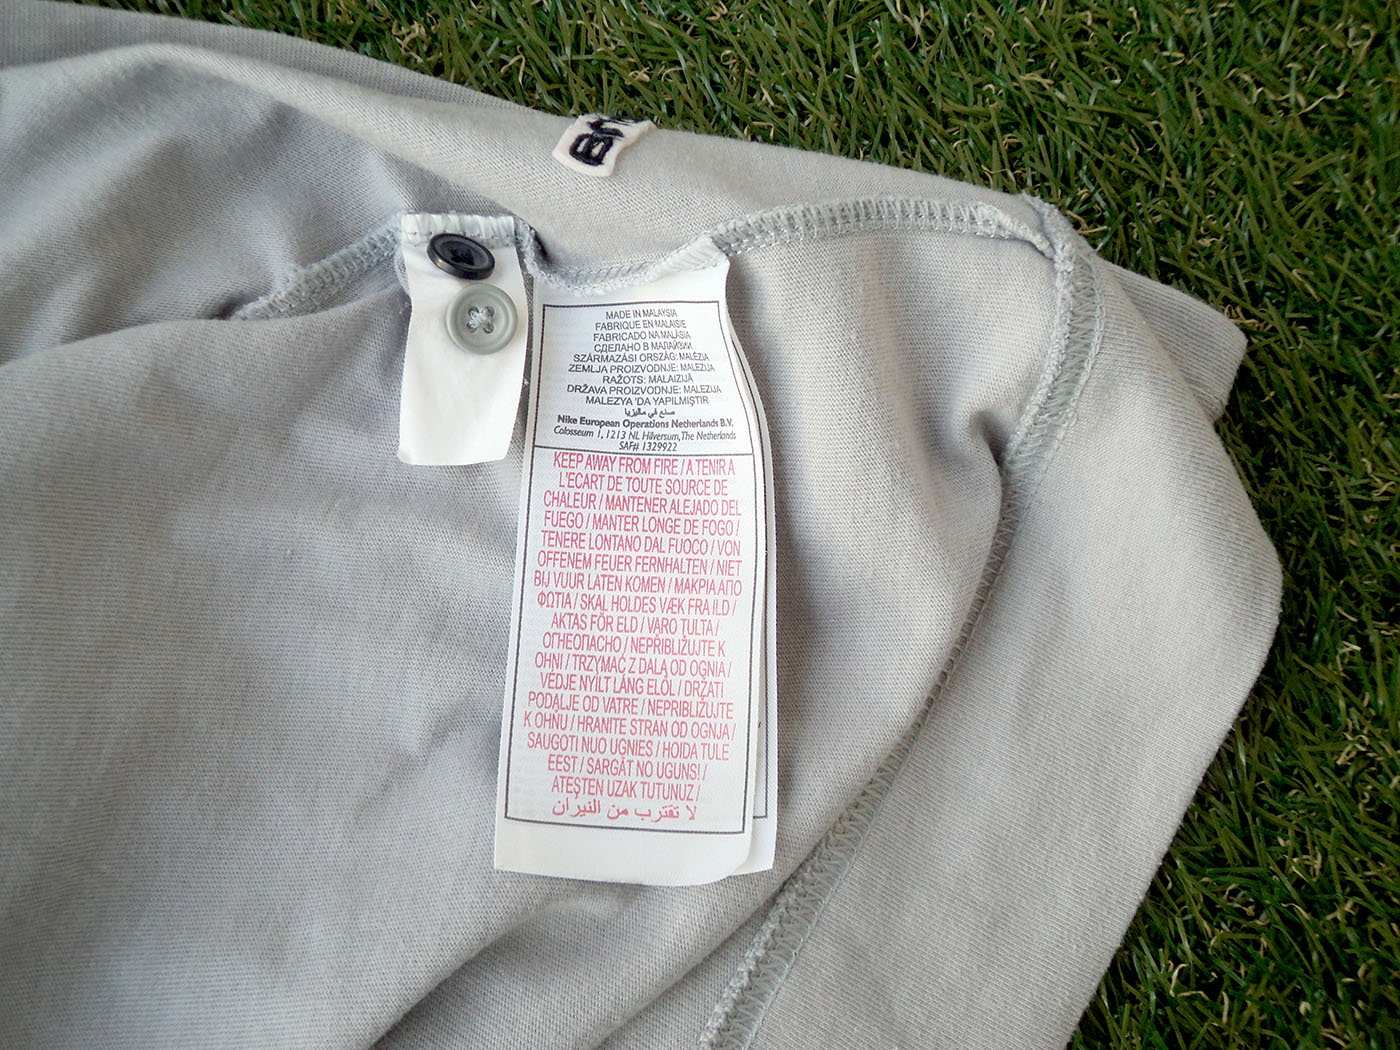 MADE IN MALAYSIA
FABRIQUE EN MALAISIE
FABRICADO NA MALÁSIA
СДЕЛАНО В МАЛАЙЗИИ
SZÁRMAZÁSI ORSZÁG: MALÉZIA
ZEMLJA PROIZVODNJE: MALEZIJA
RAŽOTS: MALAIZIJĀ
DRŽAVA PROIZVODNJE: MALEZIJA
MALEZYA 'DA YAPILMIŞTIR
صنع في ماليزيا
Nike European Operations Netherlands B.V.
Colosseum 1, 1213 NL Hilversum, The Netherlands
SAF# 1329922
KEEP AWAY FROM FIRE / A TENIR A
L'ECART DE TOUTE SOURCE DE
CHALEUR / MANTENER ALEJADO DEL
FUEGO / MANTER LONGE DE FOGO /
TENERE LONTANO DAL FUOCO / VON
OFFENEM FEUER FERNHALTEN / NIET
BIJ VUUR LATEN KOMEN / ΜΑΚΡΙΑ ΑΠΟ
ΦΩΤΙΑ / SKAL HOLDES VÆK FRA ILD /
AKTAS FÖR ELD / VARO TULTA /
ОГНЕОПАСНО / NEPŘIBLIŽUJTE K
OHNI / TRZYMAĆ Z DALA OD OGNIA /
VÉDJE NYÍLT LÁNG ELŐL / DRŽATI
PODALJE OD VATRE / NEPRIBLIŽUJTE
K OHŇU / HRANITE STRAN OD OGNJA /
SAUGOTI NUO UGNIES / HOIDA TULE
EEST / SARGĀT NO UGUNS! /
ATEŞTEN UZAK TUTUNUZ /
لا تقترب من النيران